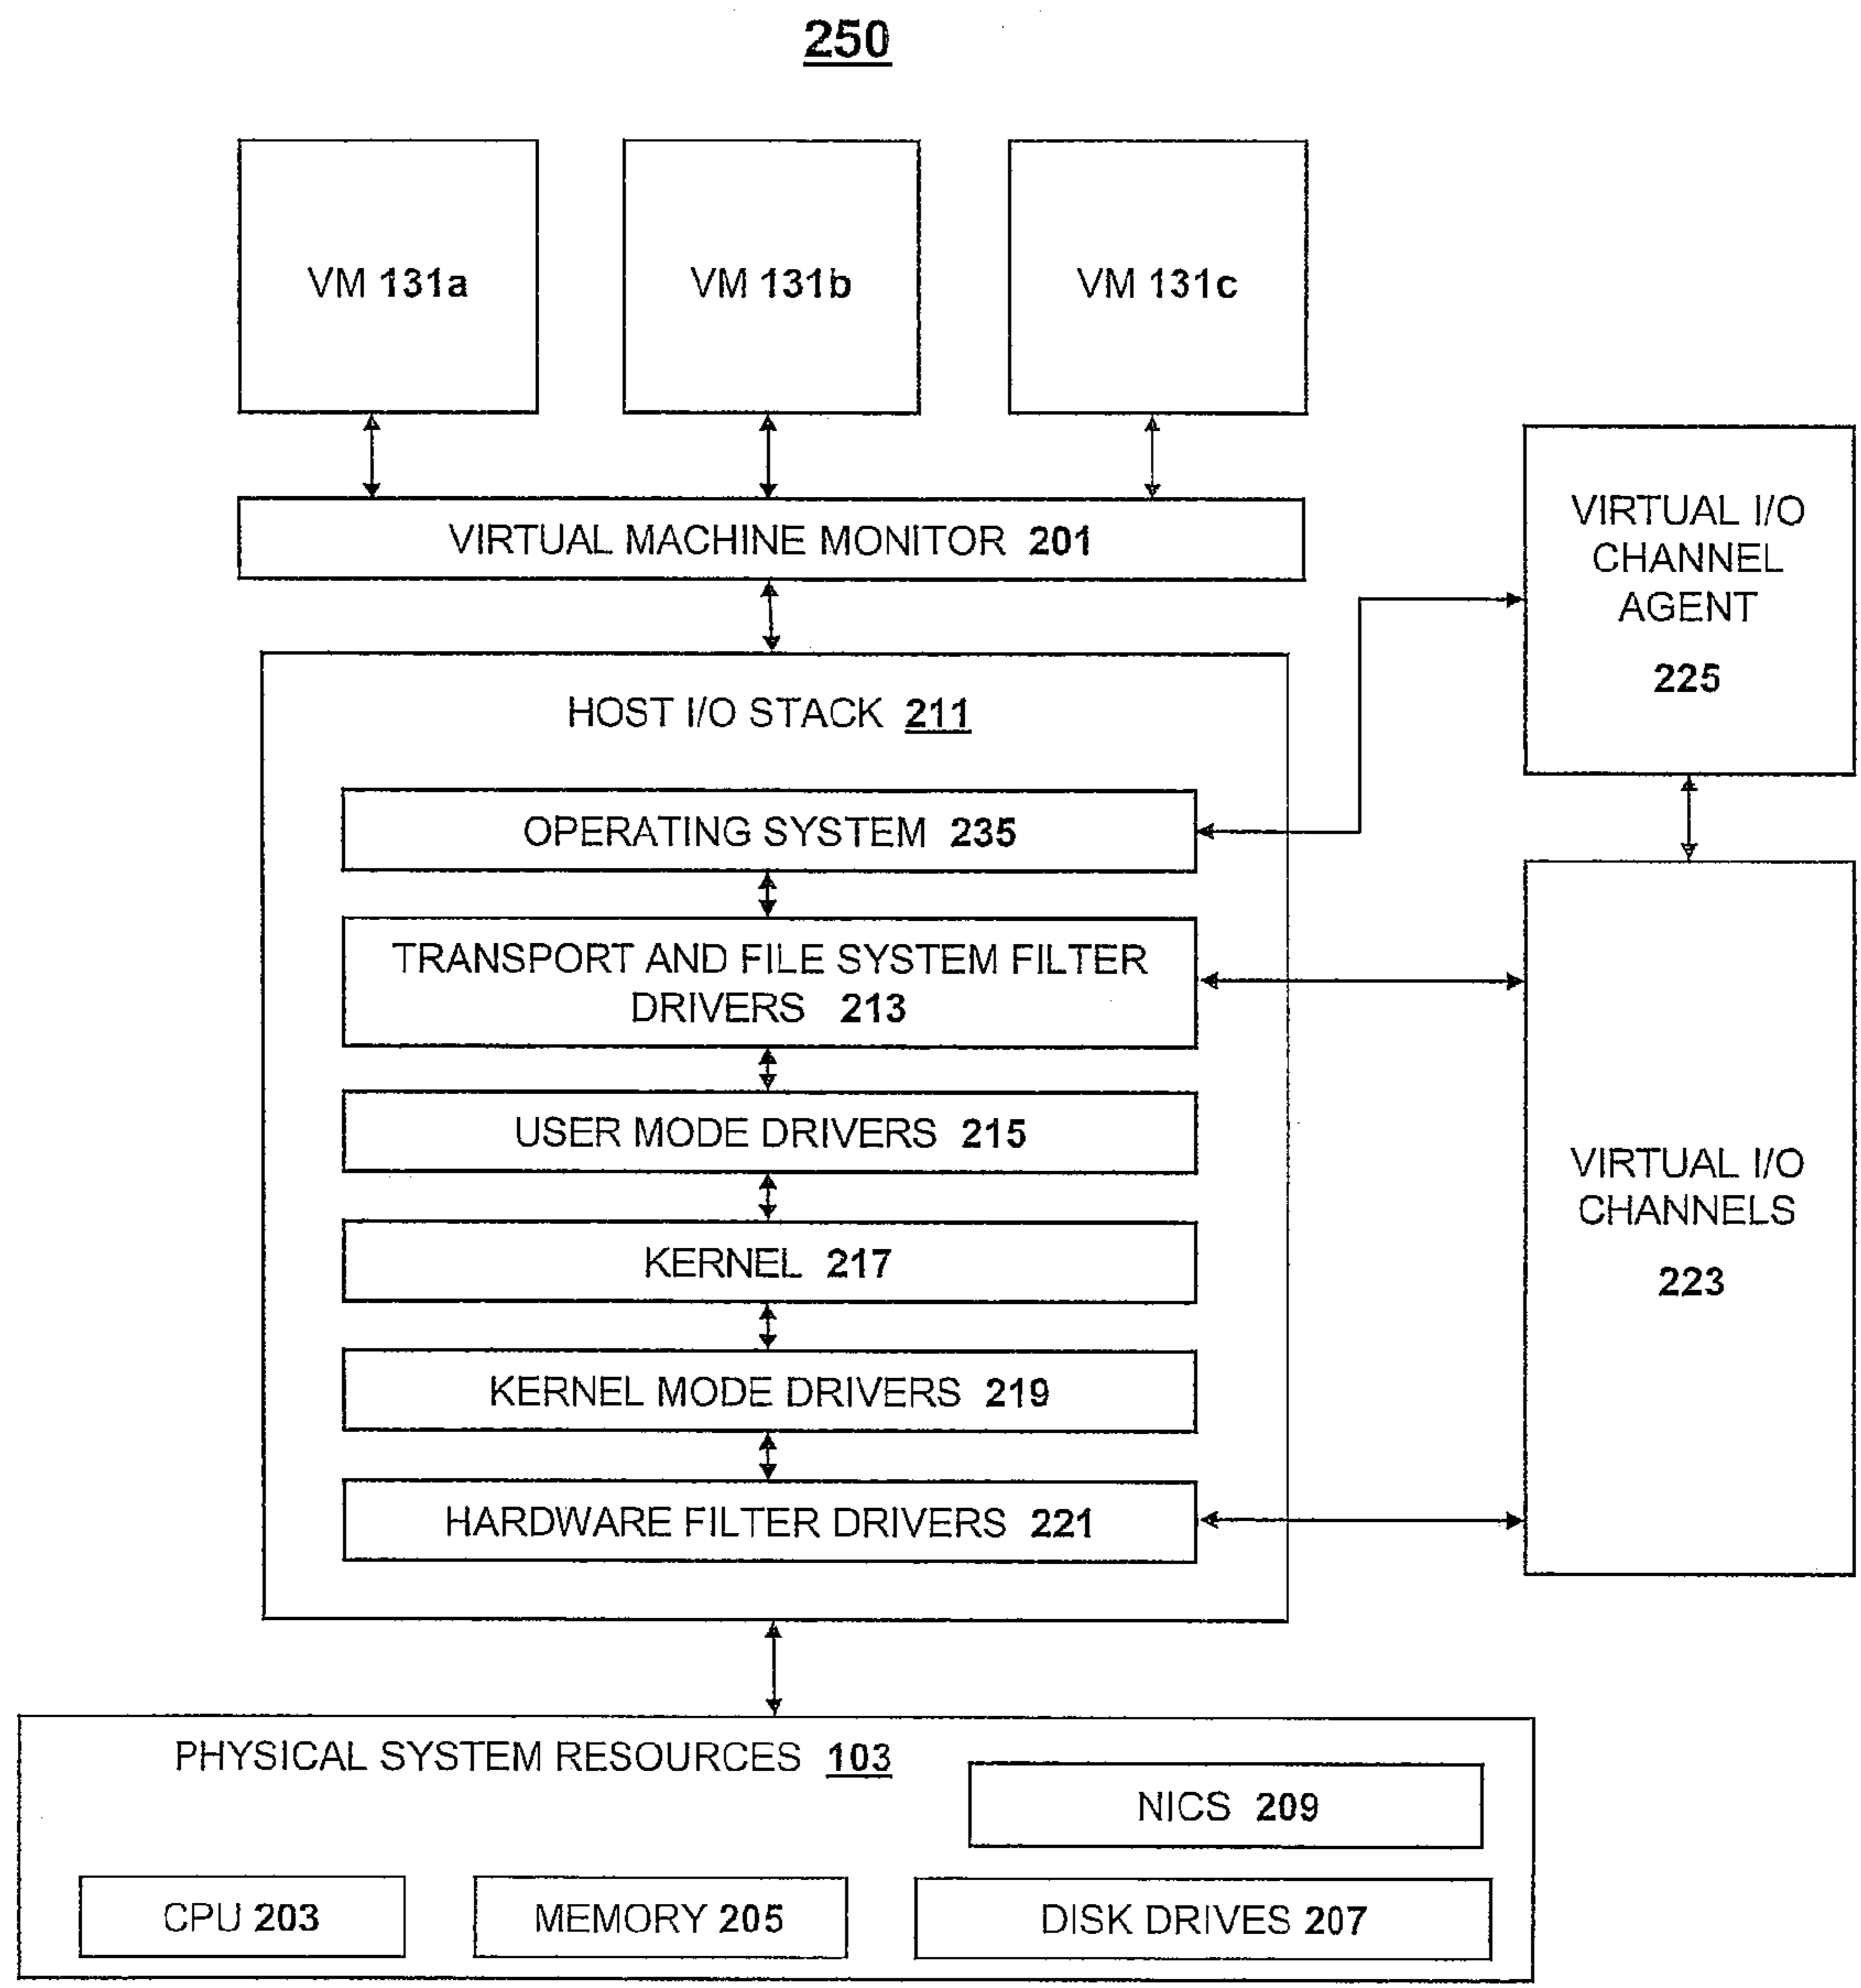 250
VM 131a
VM 131b
VM 131c
VIRTUAL MACHINE MONITOR 201
VIRTUAL I/O
CHANNEL
AGENT
225
HOST I/O STACK 211
OPERATING SYSTEM 235
TRANSPORT AND FILE SYSTEM FILTER
DRIVERS 213
USER MODE DRIVERS 215
KERNEL 217
KERNEL MODE DRIVERS 219
HARDWARE FILTER DRIVERS 221
VIRTUAL I/O
CHANNELS
223
PHYSICAL SYSTEM RESOURCES 103
NICS 209
CPU 203
MEMORY 205
DISK DRIVES 207